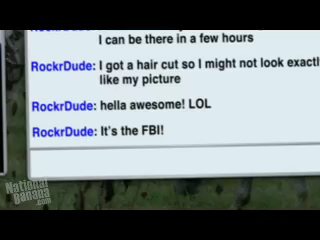 I can be there in a few hours
RockrDude: I got a hair cut so I might not look exactl
like my picture
RockrDude: hella awesome! LOL
RockrDude: It's the FBI!
National
Banana
.com